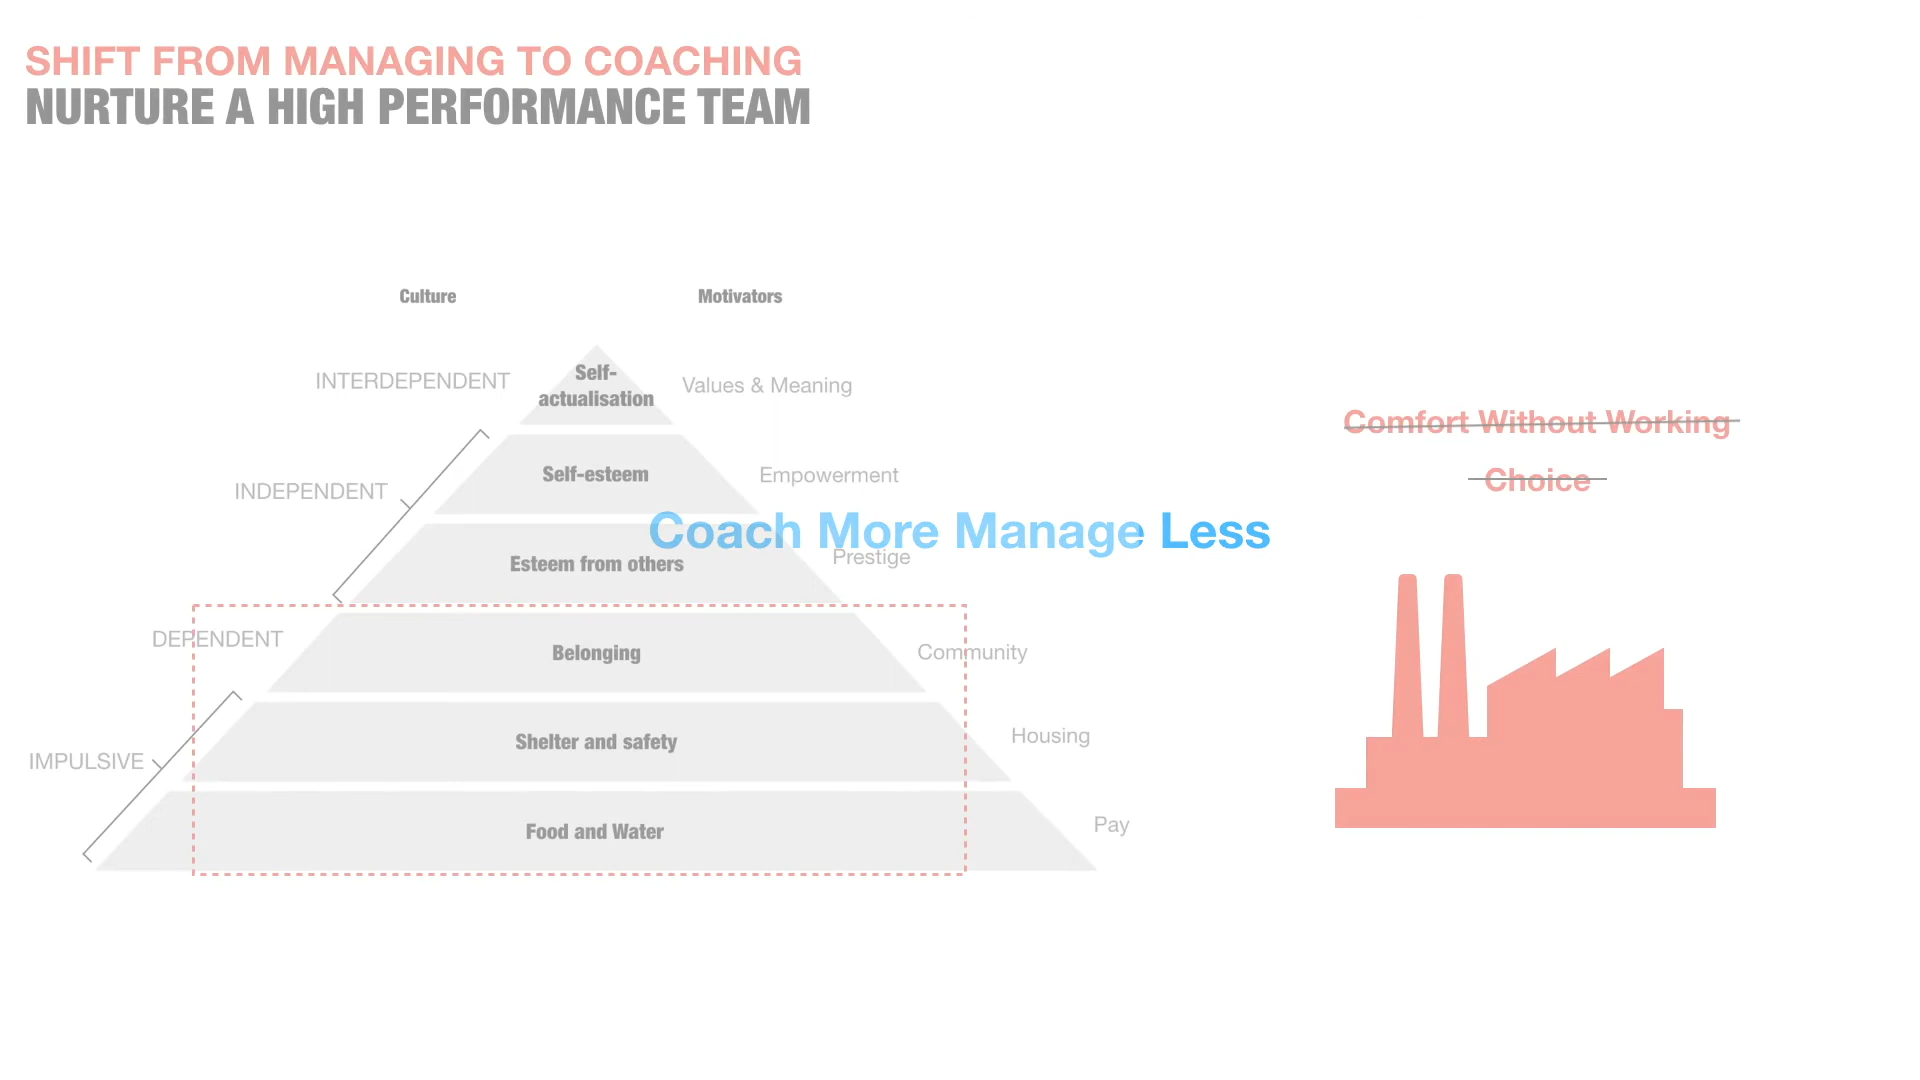 SHIFT FROM MANAGING TO COACHING
NURTURE A HIGH PERFORMANCE TEAM
Culture
Motivators
INTERDEPENDENT
Self-
actualisation
Values & Meaning
INDEPENDENT
Self-esteem
Empowerment
Coach More Manage Less
Esteem from others
Prestige
DEPENDENT
Belonging
Community
IMPULSIVE
Shelter and safety
Housing
Food and Water
Pay
Comfort Without Working
Choice